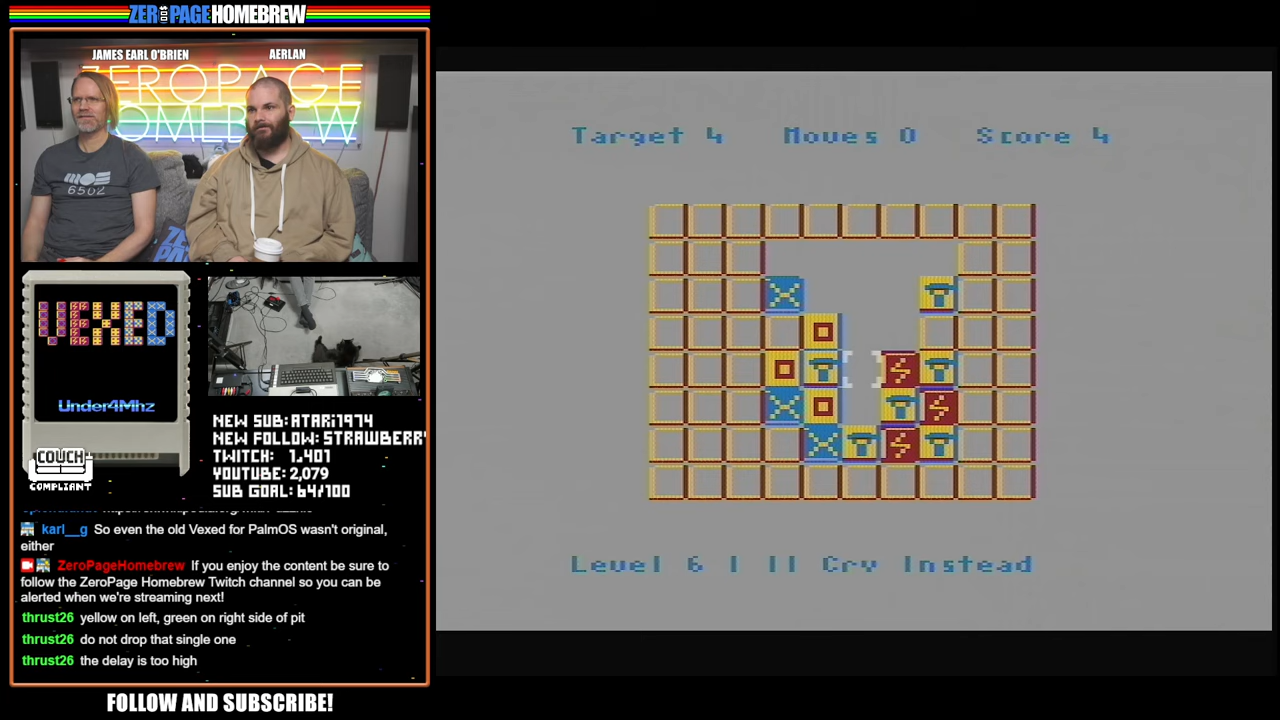 ZEROPAGE HOMEBREW
JAMES EARL O'BRIEN
AERLAN
ZEROPAGE
HOMEBREW
6502
ZERO
PAGE
Target 4 Moves 0 Score 4
VEXED
Under4Mhz
COUCH
COMPLIANT
NEW SUB: ATARI1974
NEW FOLLOW: STRAWBERRY
TWITCH: 1,401
YOUTUBE: 2,079
SUB GOAL: 64/100
karl__g So even the old Vexed for PalmOS wasn't original,
either
ZeroPageHomebrew If you enjoy the content be sure to
follow the ZeroPage Homebrew Twitch channel so you can be
alerted when we're streaming next!
thrust26 yellow on left, green on right side of pit
thrust26 do not drop that single one
thrust26 the delay is too high
Level 6 I ll Cry Instead
FOLLOW AND SUBSCRIBE!